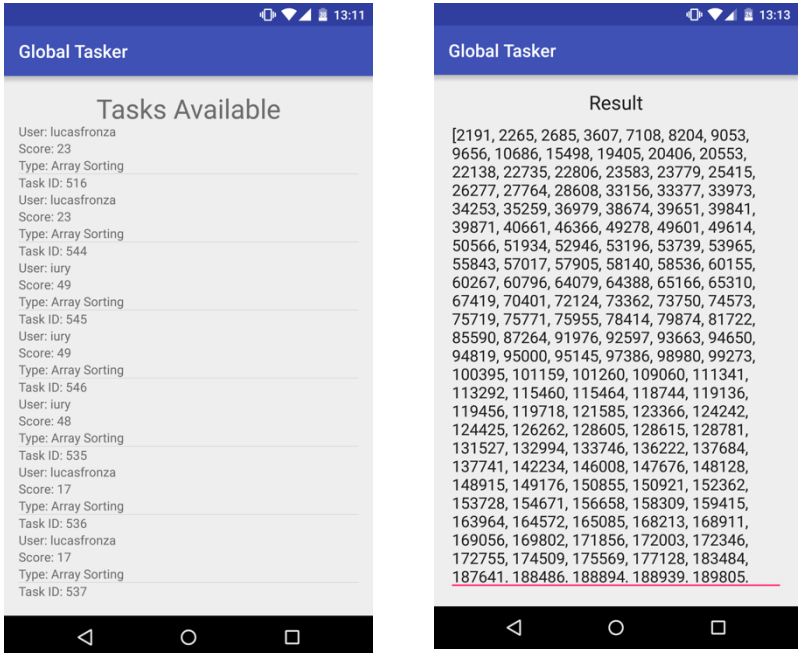 13:11
Global Tasker
Tasks Available
User: lucasfronza
Score: 23
Type: Array Sorting
Task ID: 516
User: lucasfronza
Score: 23
Type: Array Sorting
Task ID: 544
User: iury
Score: 49
Type: Array Sorting
Task ID: 545
User: iury
Score: 49
Type: Array Sorting
Task ID: 546
User: iury
Score: 48
Type: Array Sorting
Task ID: 535
User: lucasfronza
Score: 17
Type: Array Sorting
Task ID: 536
User: lucasfronza
Score: 17
Type: Array Sorting
Task ID: 537
13:13
Global Tasker
Result
[2191, 2265, 2685, 3607, 7108, 8204, 9053,
9656, 10686, 15498, 19405, 20406, 20553,
22138, 22735, 22806, 23583, 23779, 25415,
26277, 27764, 28608, 33156, 33377, 33973,
34253, 35259, 36979, 38674, 39651, 39841,
39871, 40661, 46366, 49278, 49601, 49614,
50566, 51934, 52946, 53196, 53739, 53965,
55843, 57017, 57905, 58140, 58536, 60155,
60267, 60796, 64079, 64388, 65166, 65310,
67419, 70401, 72124, 73362, 73750, 74573,
75719, 75771, 75955, 78414, 79874, 81722,
85590, 87264, 91976, 92597, 93663, 94650,
94819, 95000, 95145, 97386, 98980, 99273,
100395, 101159, 101260, 109060, 111341,
113292, 115460, 115464, 118744, 119136,
119456, 119718, 121585, 123366, 124242,
124425, 126262, 128605, 128615, 128781,
131527, 132994, 133746, 136222, 137684,
137741, 142234, 146008, 147676, 148128,
148915, 149176, 150855, 150921, 152362,
153728, 154671, 156658, 158309, 159415,
163964, 164572, 165085, 168213, 168911,
169056, 169802, 171856, 172003, 172346,
172755, 174509, 175569, 177128, 183484,
187641, 188486, 188894, 188939, 189805,